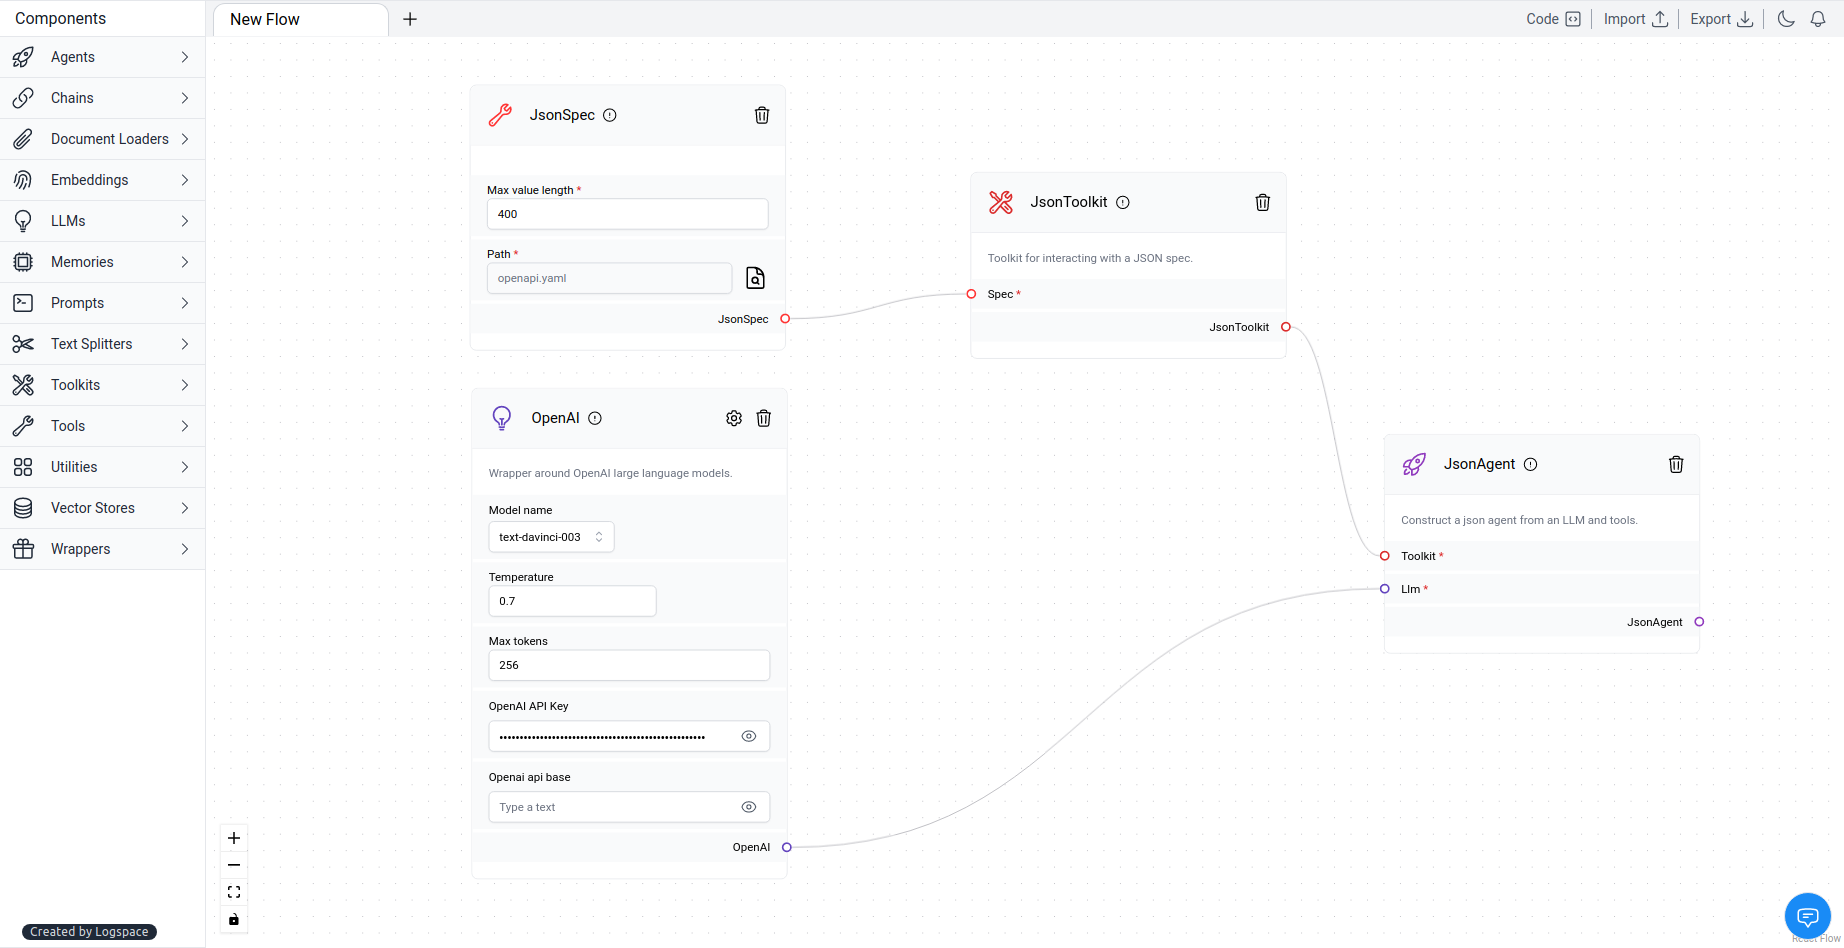 Components
New Flow
Code
Import
Export
Agents
Chains
Document Loaders
Embeddings
LLMs
Memories
Prompts
Text Splitters
Toolkits
Tools
Utilities
Vector Stores
Wrappers
Created by Logspace
JsonSpec
Max value length *
400
Path *
openapi.yaml
JsonSpec
OpenAI
Wrapper around OpenAI large language models.
Model name
text-davinci-003
Temperature
0.7
Max tokens
256
OpenAI API Key
••••••••••••••••••••••••••••••••••••••••••••••••••••
Openai api base
Type a text
OpenAI
JsonToolkit
Toolkit for interacting with a JSON spec.
Spec *
JsonToolkit
JsonAgent
Construct a json agent from an LLM and tools.
Toolkit *
Llm *
JsonAgent
React Flow